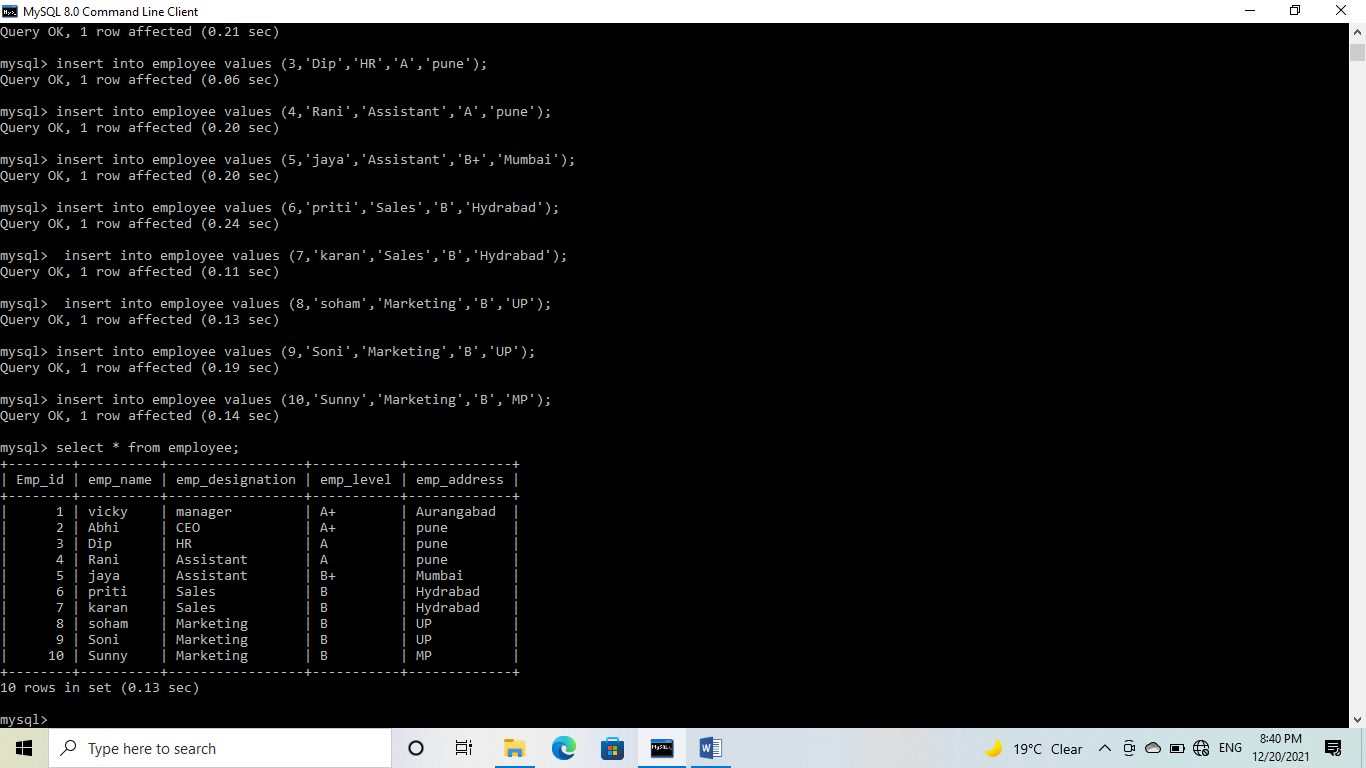 MySQL 8.0 Command Line Client
Query OK, 1 row affected (0.21 sec)
mysql> insert into employee values (3,'Dip','HR','A','pune');
Query OK, 1 row affected (0.06 sec)
mysql> insert into employee values (4,'Rani','Assistant','A','pune');
Query OK, 1 row affected (0.20 sec)
mysql> insert into employee values (5,'jaya','Assistant','B+','Mumbai');
Query OK, 1 row affected (0.20 sec)
mysql> insert into employee values (6,'priti','Sales','B','Hydrabad');
Query OK, 1 row affected (0.24 sec)
mysql>  insert into employee values (7,'karan','Sales','B','Hydrabad');
Query OK, 1 row affected (0.11 sec)
mysql>  insert into employee values (8,'soham','Marketing','B','UP');
Query OK, 1 row affected (0.13 sec)
mysql> insert into employee values (9,'Soni','Marketing','B','UP');
Query OK, 1 row affected (0.19 sec)
mysql> insert into employee values (10,'Sunny','Marketing','B','MP');
Query OK, 1 row affected (0.14 sec)
mysql> select * from employee;
+--------+----------+-----------------+-----------+-------------+
| Emp_id | emp_name | emp_designation | emp_level | emp_address |
+--------+----------+-----------------+-----------+-------------+
|      1 | vicky    | manager         | A+        | Aurangabad  |
|      2 | Abhi     | CEO             | A+        | pune        |
|      3 | Dip      | HR              | A         | pune        |
|      4 | Rani     | Assistant       | A         | pune        |
|      5 | jaya     | Assistant       | B+        | Mumbai      |
|      6 | priti    | Sales           | B         | Hydrabad    |
|      7 | karan    | Sales           | B         | Hydrabad    |
|      8 | soham    | Marketing       | B         | UP          |
|      9 | Soni     | Marketing       | B         | UP          |
|     10 | Sunny    | Marketing       | B         | MP          |
+--------+----------+-----------------+-----------+-------------+
10 rows in set (0.13 sec)
mysql>
Type here to search
19°C Clear
ENG
8:40 PM
12/20/2021